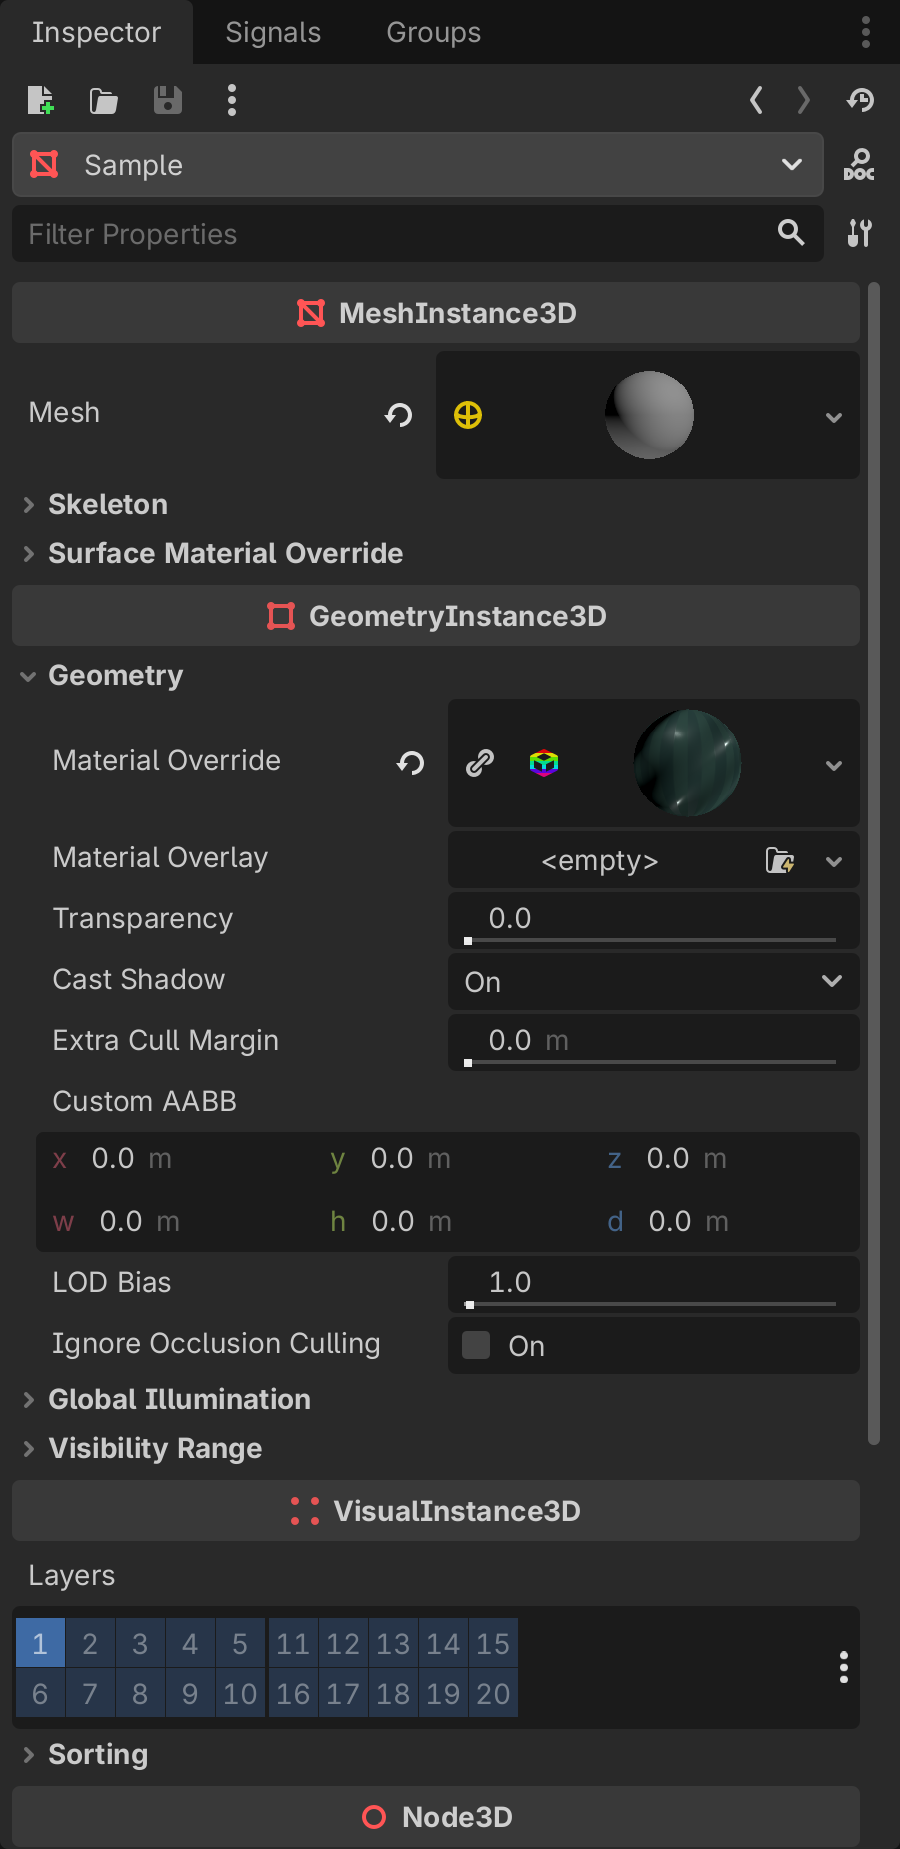 Inspector Signals Groups
Sample
DOC
Filter Properties
MeshInstance3D
Mesh
Skeleton
Surface Material Override
GeometryInstance3D
Geometry
Material Override
Material Overlay <empty>
Transparency 0.0
Cast Shadow On
Extra Cull Margin 0.0 m
Custom AABB
x 0.0 m y 0.0 m z 0.0 m
w 0.0 m h 0.0 m d 0.0 m
LOD Bias 1.0
Ignore Occlusion Culling On
Global Illumination
Visibility Range
VisualInstance3D
Layers
1 2 3 4 5 11 12 13 14 15
6 7 8 9 10 16 17 18 19 20
Sorting
Node3D